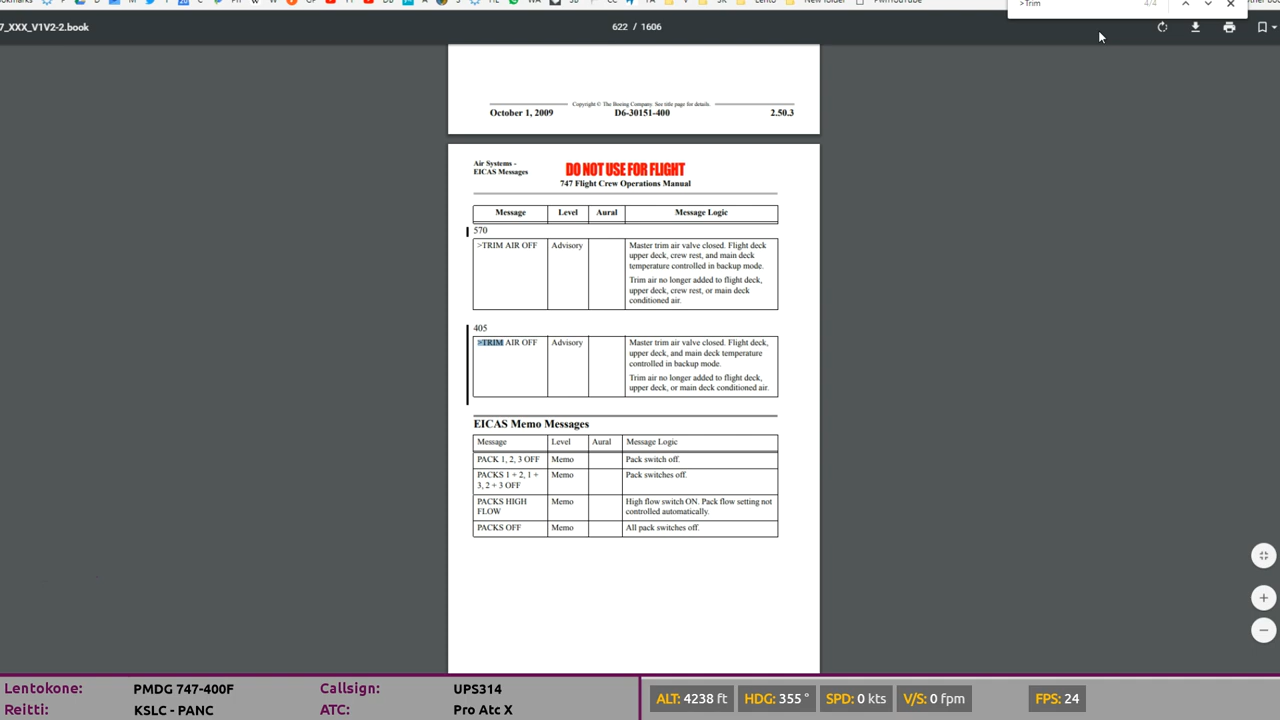 >Trim 4/4
7_XXX_V1V2-2.book
622 / 1606
Copyright © The Boeing Company. See title page for details.
October 1, 2009 D6-30151-400 2.50.3
Air Systems -
EICAS Messages
DO NOT USE FOR FLIGHT
747 Flight Crew Operations Manual
Message Level Aural Message Logic
570
>TRIM AIR OFF Advisory Master trim air valve closed. Flight deck
upper deck, crew rest, and main deck
temperature controlled in backup mode.
Trim air no longer added to flight deck,
upper deck, crew rest, or main deck
conditioned air.
405
>TRIM AIR OFF Advisory Master trim air valve closed. Flight deck,
upper deck, and main deck temperature
controlled in backup mode.
Trim air no longer added to flight deck,
upper deck, or main deck conditioned air.
EICAS Memo Messages
Message Level Aural Message Logic
PACK 1, 2, 3 OFF Memo Pack switch off.
PACKS 1 + 2, 1 + Memo Pack switches off.
3, 2 + 3 OFF
PACKS HIGH Memo High flow switch ON. Pack flow setting not
FLOW controlled automatically.
PACKS OFF Memo All pack switches off.
Lentokone: PMDG 747-400F Callsign: UPS314
Reitti: KSLC - PANC ATC: Pro Atc X
ALT: 4238 ft HDG: 355 ° SPD: 0 kts V/S: 0 fpm FPS: 24